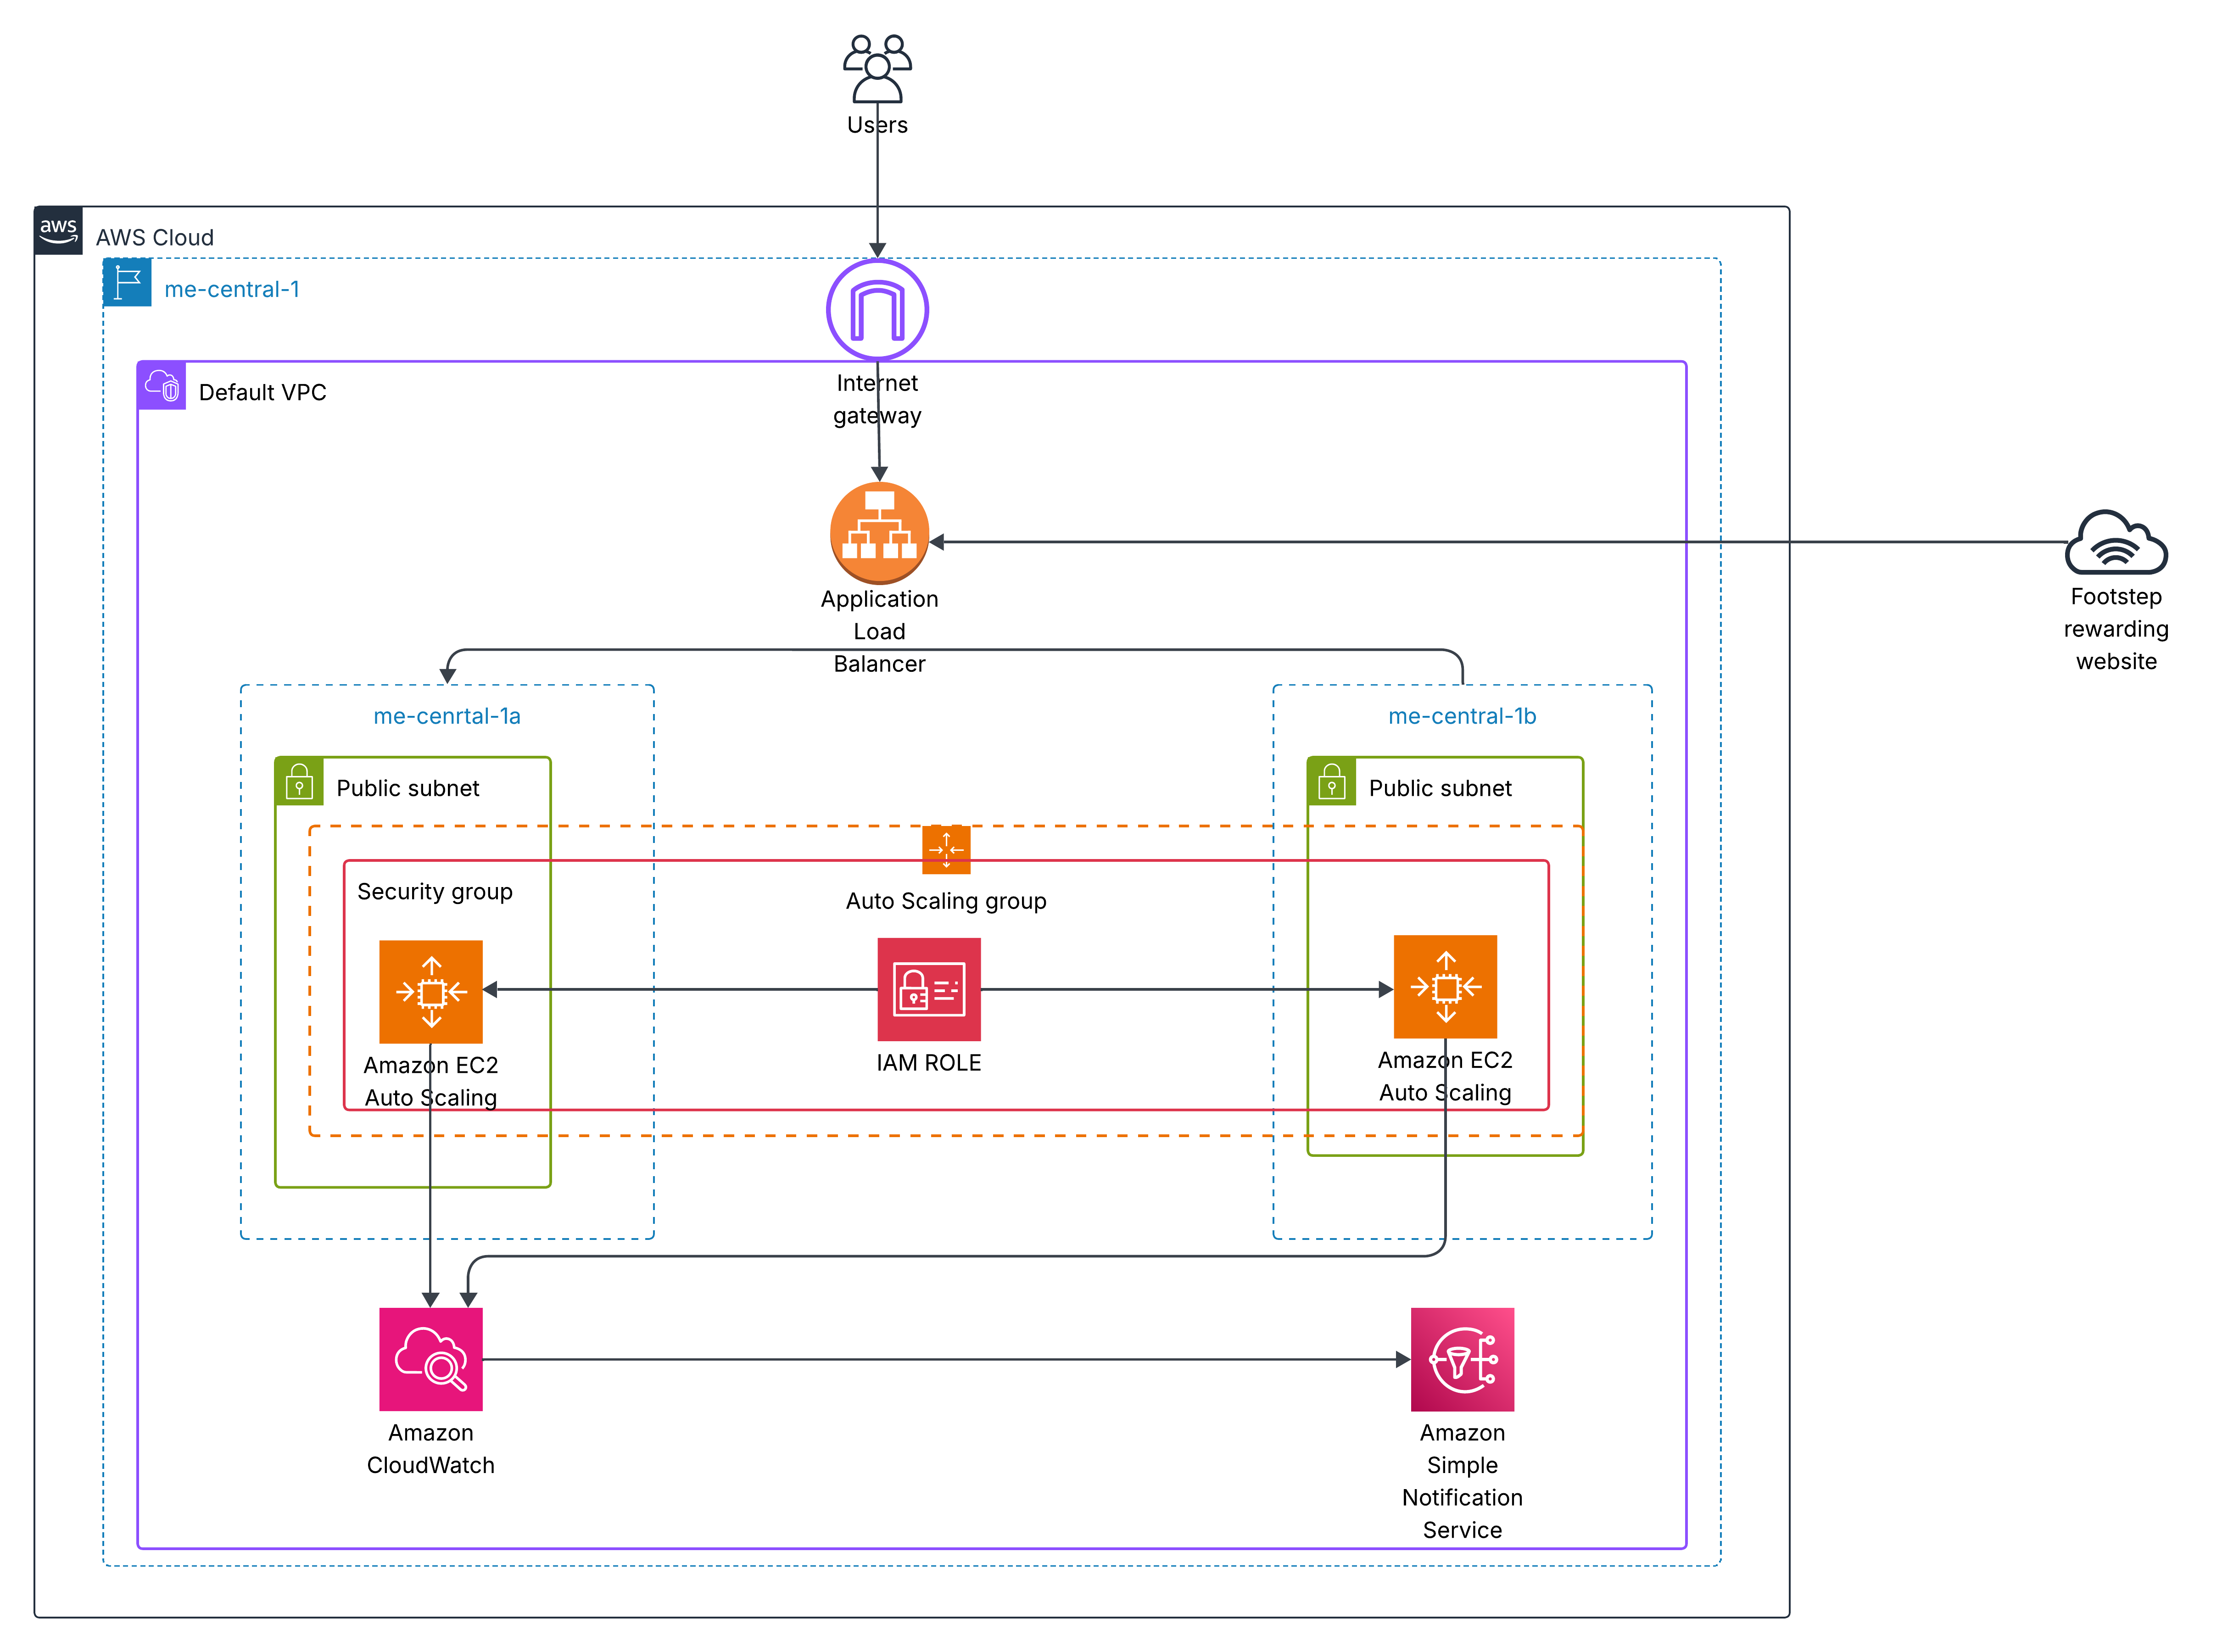 Users
aws
AWS Cloud
me-central-1
Default VPC
Internet
gateway
Application
Load
Balancer
Footstep
rewarding
website
me-cenrtal-1a
me-central-1b
Public subnet
Public subnet
Security group
Auto Scaling group
Amazon EC2
Auto Scaling
IAM ROLE
Amazon EC2
Auto Scaling
Amazon
CloudWatch
Amazon
Simple
Notification
Service